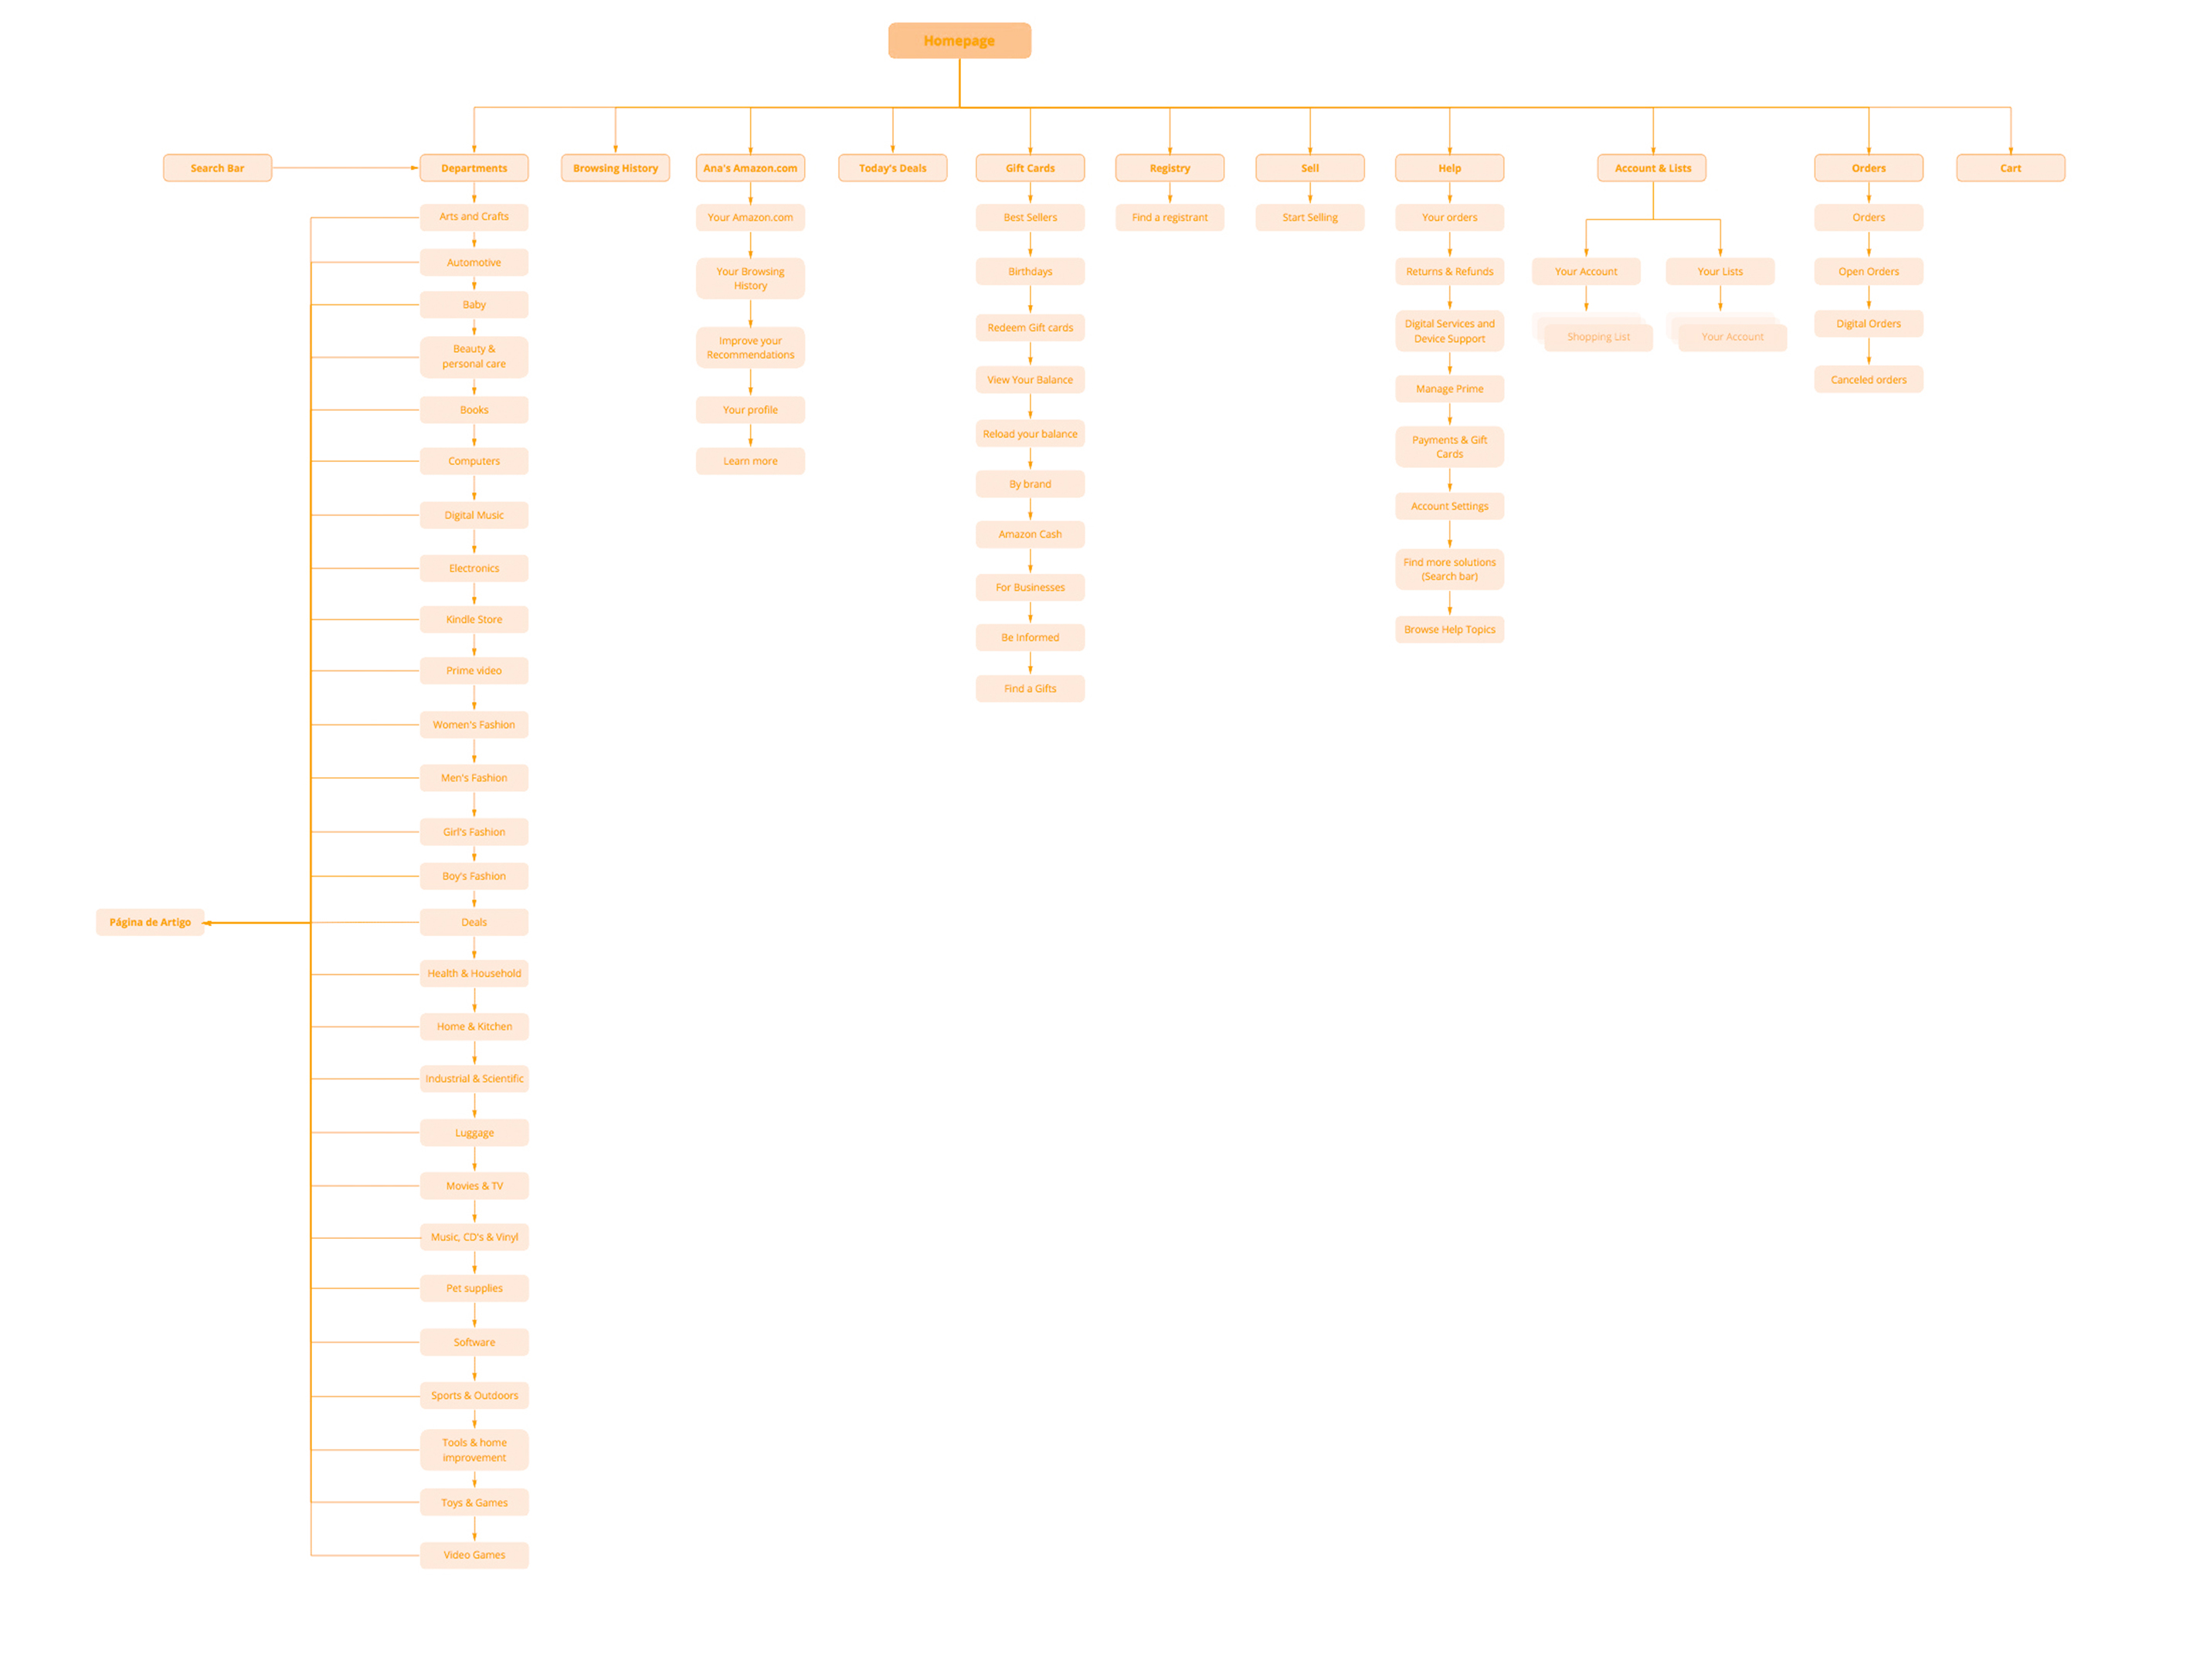 Homepage
Search Bar
Departments
Browsing History
Ana's Amazon.com
Today's Deals
Gift Cards
Registry
Sell
Help
Account & Lists
Orders
Cart
Arts and Crafts
Automotive
Baby
Beauty &
personal care
Books
Computers
Digital Music
Electronics
Kindle Store
Prime video
Women's Fashion
Men's Fashion
Girl's Fashion
Boy's Fashion
Deals
Health & Household
Home & Kitchen
Industrial & Scientific
Luggage
Movies & TV
Music, CD's & Vinyl
Pet supplies
Software
Sports & Outdoors
Tools & home
improvement
Toys & Games
Video Games
Página de Artigo
Your Amazon.com
Your Browsing
History
Improve your
Recommendations
Your profile
Learn more
Best Sellers
Birthdays
Redeem Gift cards
View Your Balance
Reload your balance
By brand
Amazon Cash
For Businesses
Be Informed
Find a Gifts
Find a registrant
Start Selling
Your orders
Returns & Refunds
Digital Services and
Device Support
Manage Prime
Payments & Gift
Cards
Account Settings
Find more solutions
(Search bar)
Browse Help Topics
Your Account
Shopping List
Your Lists
Your Account
Orders
Open Orders
Digital Orders
Canceled orders